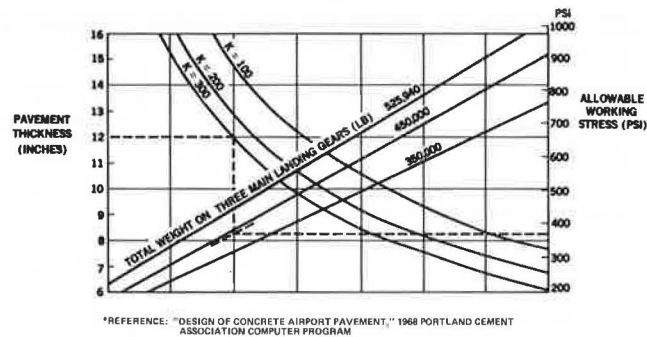 PSI
16
15
14
13
12
11
10
9
8
7
6
PAVEMENT
THICKNESS
(INCHES)
K = 100
K = 200
K = 300
TOTAL WEIGHT ON THREE MAIN LANDING GEARS (LB)
525,940
450,000
350,000
1000
900
800
700
600
500
400
300
200
ALLOWABLE
WORKING
STRESS (PSI)
*REFERENCE: "DESIGN OF CONCRETE AIRPORT PAVEMENT," 1968 PORTLAND CEMENT
ASSOCIATION COMPUTER PROGRAM